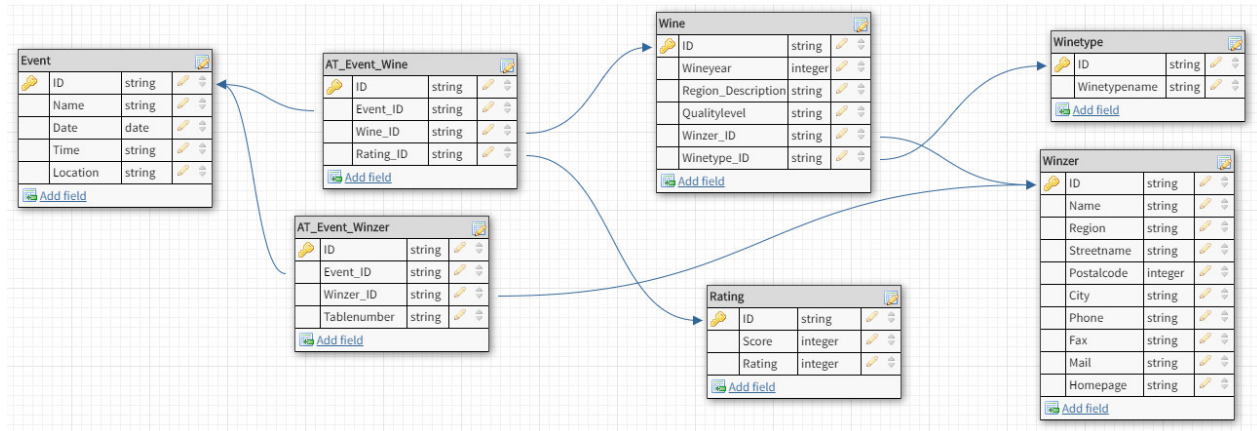 Event
ID string
Name string
Date date
Time string
Location string
Add field
AT_Event_Wine
ID string
Event_ID string
Wine_ID string
Rating_ID string
Add field
AT_Event_Winzer
ID string
Event_ID string
Winzer_ID string
Tablenumber string
Add field
Wine
ID string
Wineyear integer
Region_Description string
Qualitylevel string
Winzer_ID string
Winetype_ID string
Add field
Rating
ID string
Score integer
Rating integer
Add field
Winetype
ID string
Winetypename string
Add field
Winzer
ID string
Name string
Region string
Streetname string
Postalcode integer
City string
Phone string
Fax string
Mail string
Homepage string
Add field